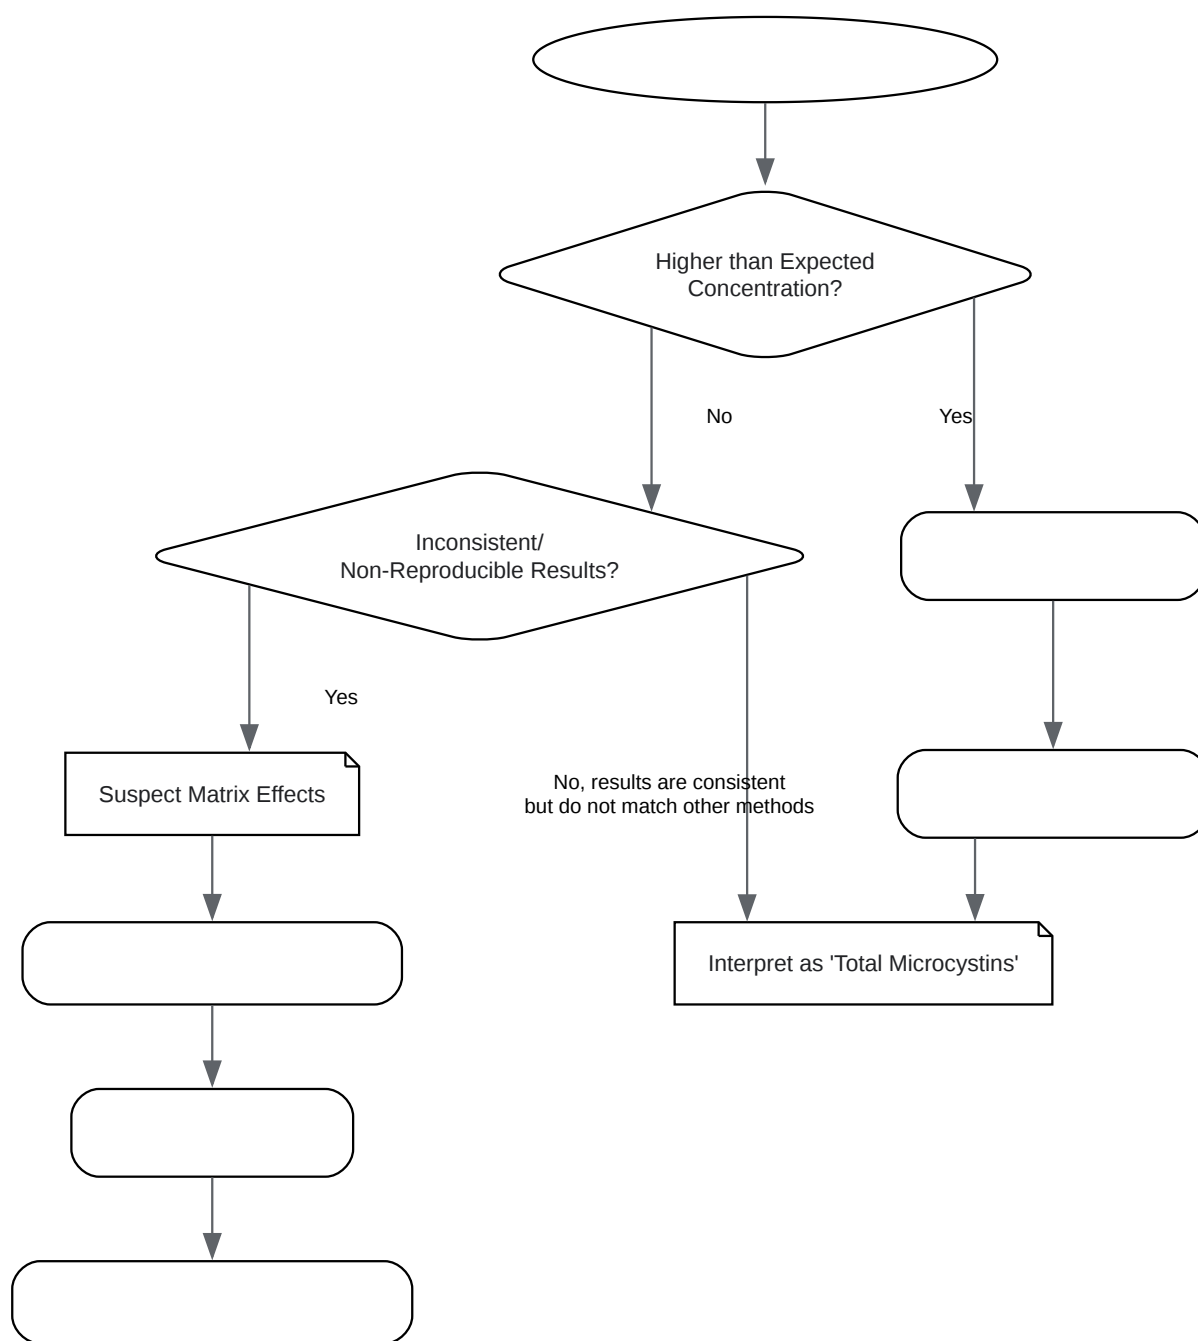 Higher than Expected
Concentration?
No
Yes
Inconsistent/
Non-Reproducible Results?
Yes
No, results are consistent
but do not match other methods
Suspect Matrix Effects
Interpret as 'Total Microcystins'